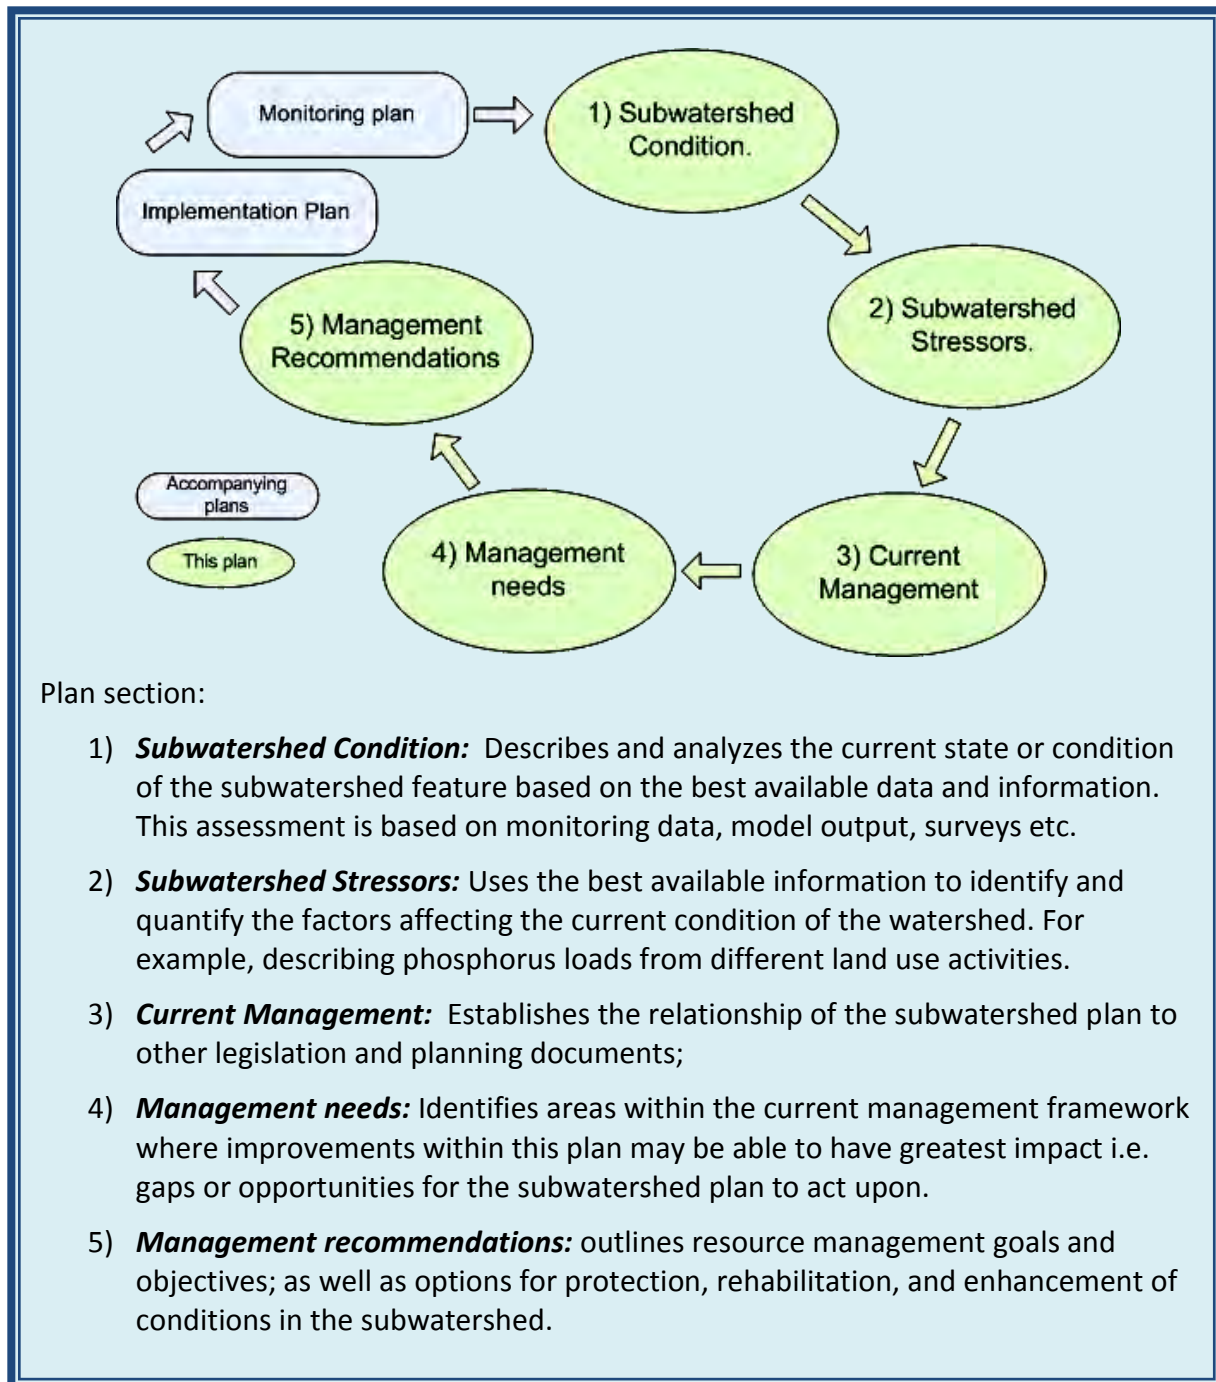 Monitoring plan
1) Subwatershed
Condition.
Implementation Plan
2) Subwatershed
Stressors.
5) Management
Recommendations
Accompanying
plans
This plan
4) Management
needs
3) Current
Management
Plan section:
1) Subwatershed Condition: Describes and analyzes the current state or condition
of the subwatershed feature based on the best available data and information.
This assessment is based on monitoring data, model output, surveys etc.
2) Subwatershed Stressors: Uses the best available information to identify and
quantify the factors affecting the current condition of the watershed. For
example, describing phosphorus loads from different land use activities.
3) Current Management: Establishes the relationship of the subwatershed plan to
other legislation and planning documents;
4) Management needs: Identifies areas within the current management framework
where improvements within this plan may be able to have greatest impact i.e.
gaps or opportunities for the subwatershed plan to act upon.
5) Management recommendations: outlines resource management goals and
objectives; as well as options for protection, rehabilitation, and enhancement of
conditions in the subwatershed.